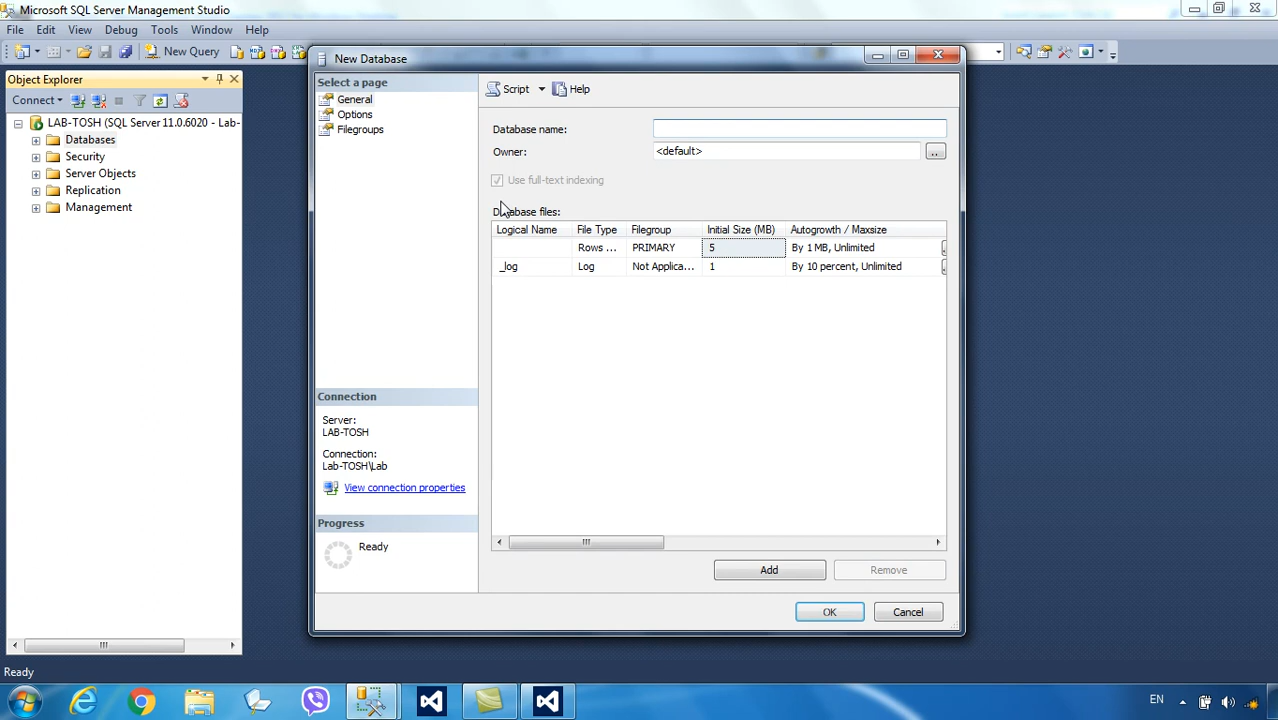 Microsoft SQL Server Management Studio
File Edit View Debug Tools Window Help
New Query
Object Explorer
Connect
LAB-TOSH (SQL Server 11.0.6020 - Lab-
Databases
Security
Server Objects
Replication
Management
New Database
Select a page
General
Options
Filegroups
Script Help
Database name:
Owner: <default>
Use full-text indexing
Database files:
Logical Name File Type Filegroup Initial Size (MB) Autogrowth / Maxsize
Rows ... PRIMARY 5 By 1 MB, Unlimited
_log Log Not Applica... 1 By 10 percent, Unlimited
Connection
Server:
LAB-TOSH
Connection:
Lab-TOSH\Lab
View connection properties
Progress
Ready
Add Remove
OK Cancel
Ready
EN